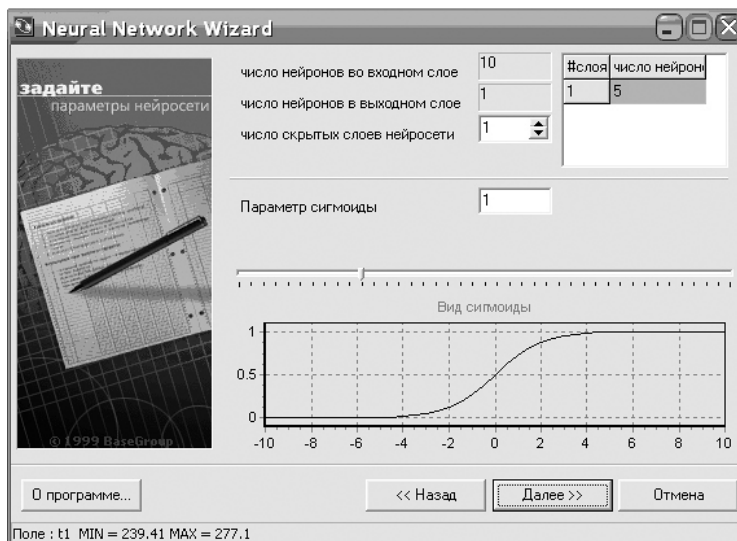 Neural Network Wizard
задайте
параметры нейросети
число нейронов во входном слое
10
число нейронов в выходном слое
1
число скрытых слоев нейросети
1
#слоя число нейрон
1 5
Параметр сигмоиды
1
Вид сигмоиды
1
0.5
0
-10 -8 -6 -4 -2 0 2 4 6 8 10
© 1999 BaseGroup
О программе...
<< Назад
Далее >>
Отмена
Поле : t1 MIN = 239.41 MAX = 277.1